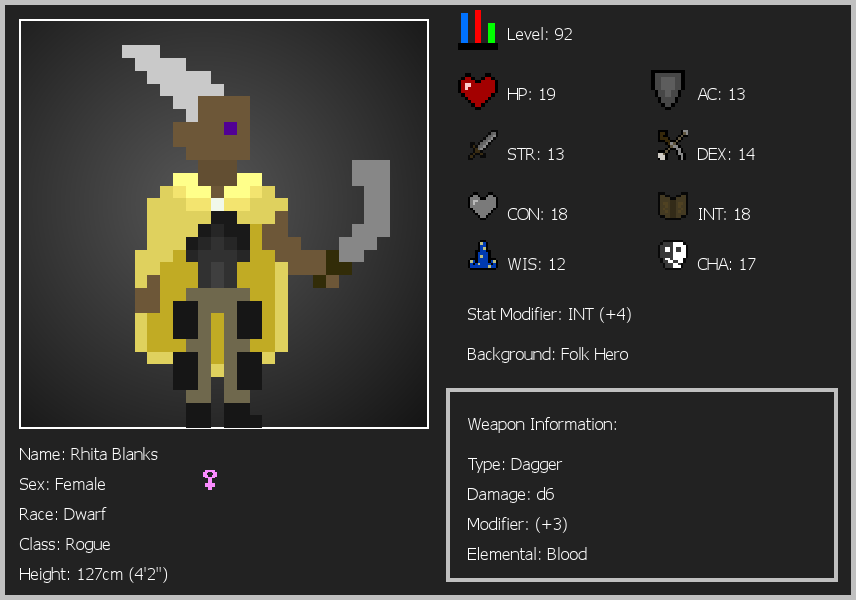 Level: 92
HP: 19
AC: 13
STR: 13
DEX: 14
CON: 18
INT: 18
WIS: 12
CHA: 17
Stat Modifier: INT (+4)
Background: Folk Hero
Weapon Information:
Type: Dagger
Damage: d6
Modifier: (+3)
Elemental: Blood
Name: Rhita Blanks
Sex: Female
Race: Dwarf
Class: Rogue
Height: 127cm (4'2")